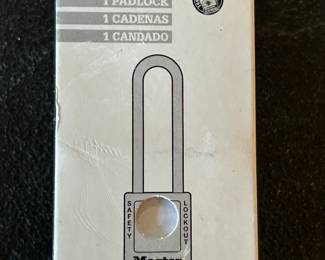 1 PADLOCK
1 CADENAS
1 CANDADO
SAFETY
LOCKOUT
Master